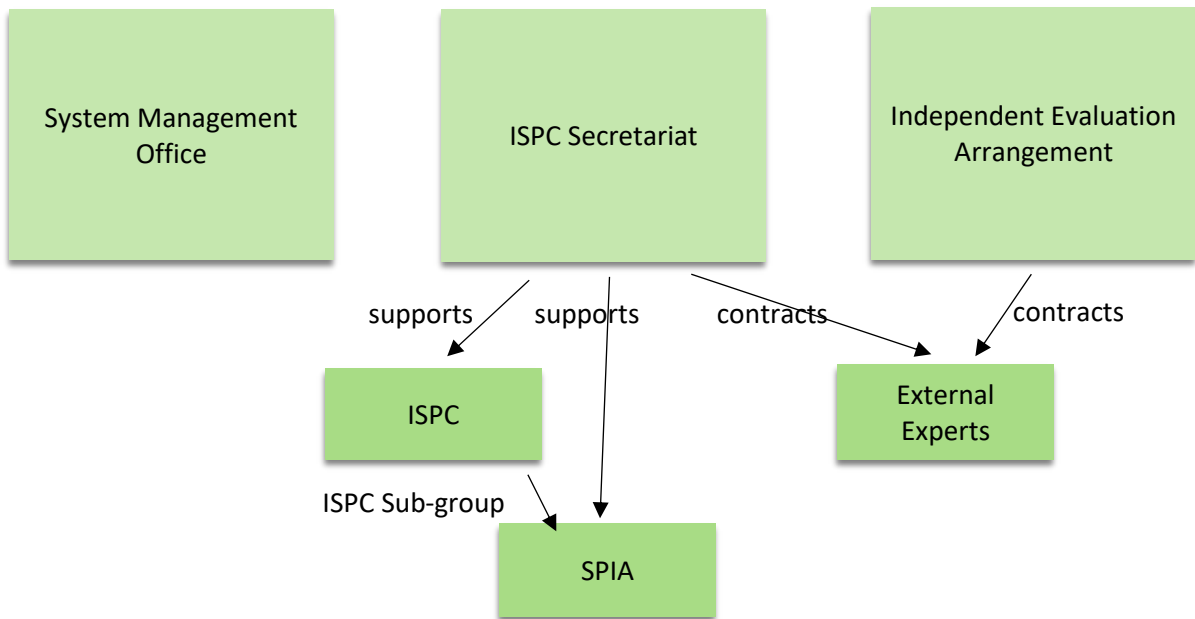 System Management
Office
ISPC Secretariat
Independent Evaluation
Arrangement
supports
supports
contracts
contracts
ISPC
External
Experts
ISPC Sub-group
SPIA